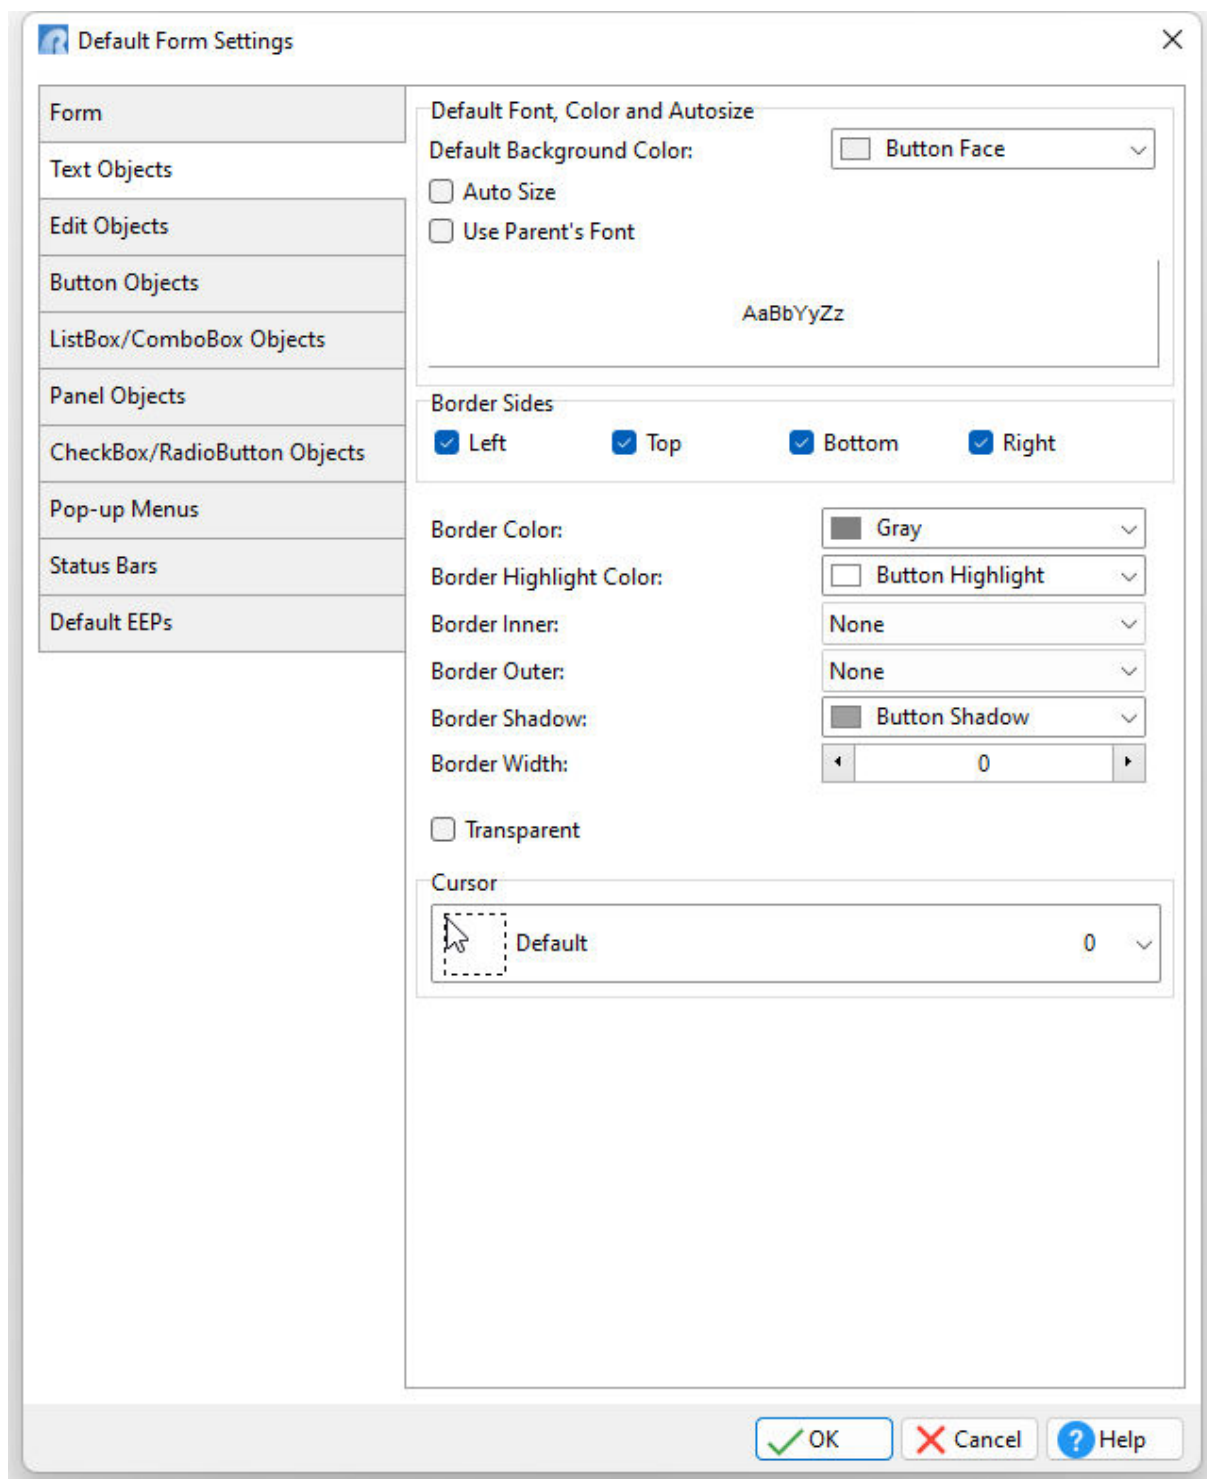 Default Form Settings
Form
Text Objects
Edit Objects
Button Objects
ListBox/ComboBox Objects
Panel Objects
CheckBox/RadioButton Objects
Pop-up Menus
Status Bars
Default EEPs
Default Font, Color and Autosize
Default Background Color: Button Face
Auto Size
Use Parent's Font
AaBbYyZz
Border Sides
Left Top Bottom Right
Border Color: Gray
Border Highlight Color: Button Highlight
Border Inner: None
Border Outer: None
Border Shadow: Button Shadow
Border Width: 0
Transparent
Cursor
Default 0
OK Cancel ? Help